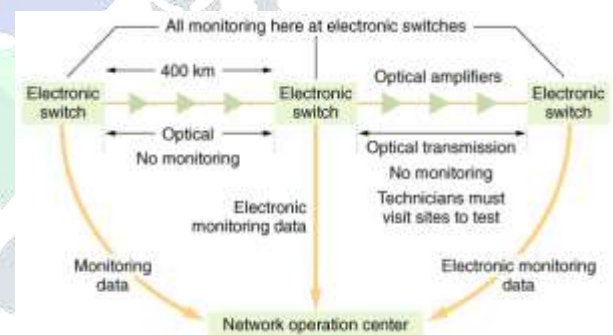 All monitoring here at electronic switches
400 km
Optical amplifiers
Electronic
switch
Electronic
switch
Electronic
switch
Optical
No monitoring
Optical transmission
No monitoring
Technicians must
visit sites to test
Electronic
monitoring data
Monitoring
data
Electronic monitoring
data
Network operation center